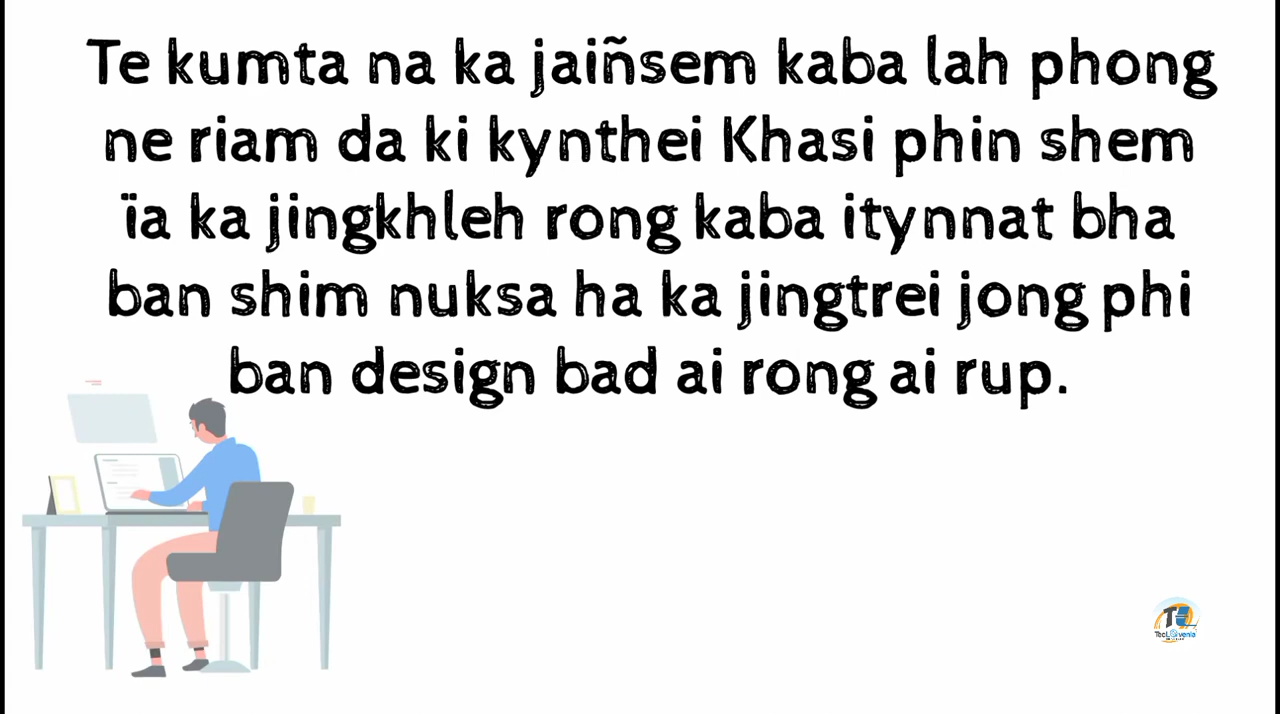 Te kumta na ka jaiñsem kaba lah phong
ne riam da ki kynthei Khasi phin shem
ïa ka jingkhleh rong kaba itynnat bha
ban shim nuksa ha ka jingtrei jong phi
ban design bad ai rong ai rup.